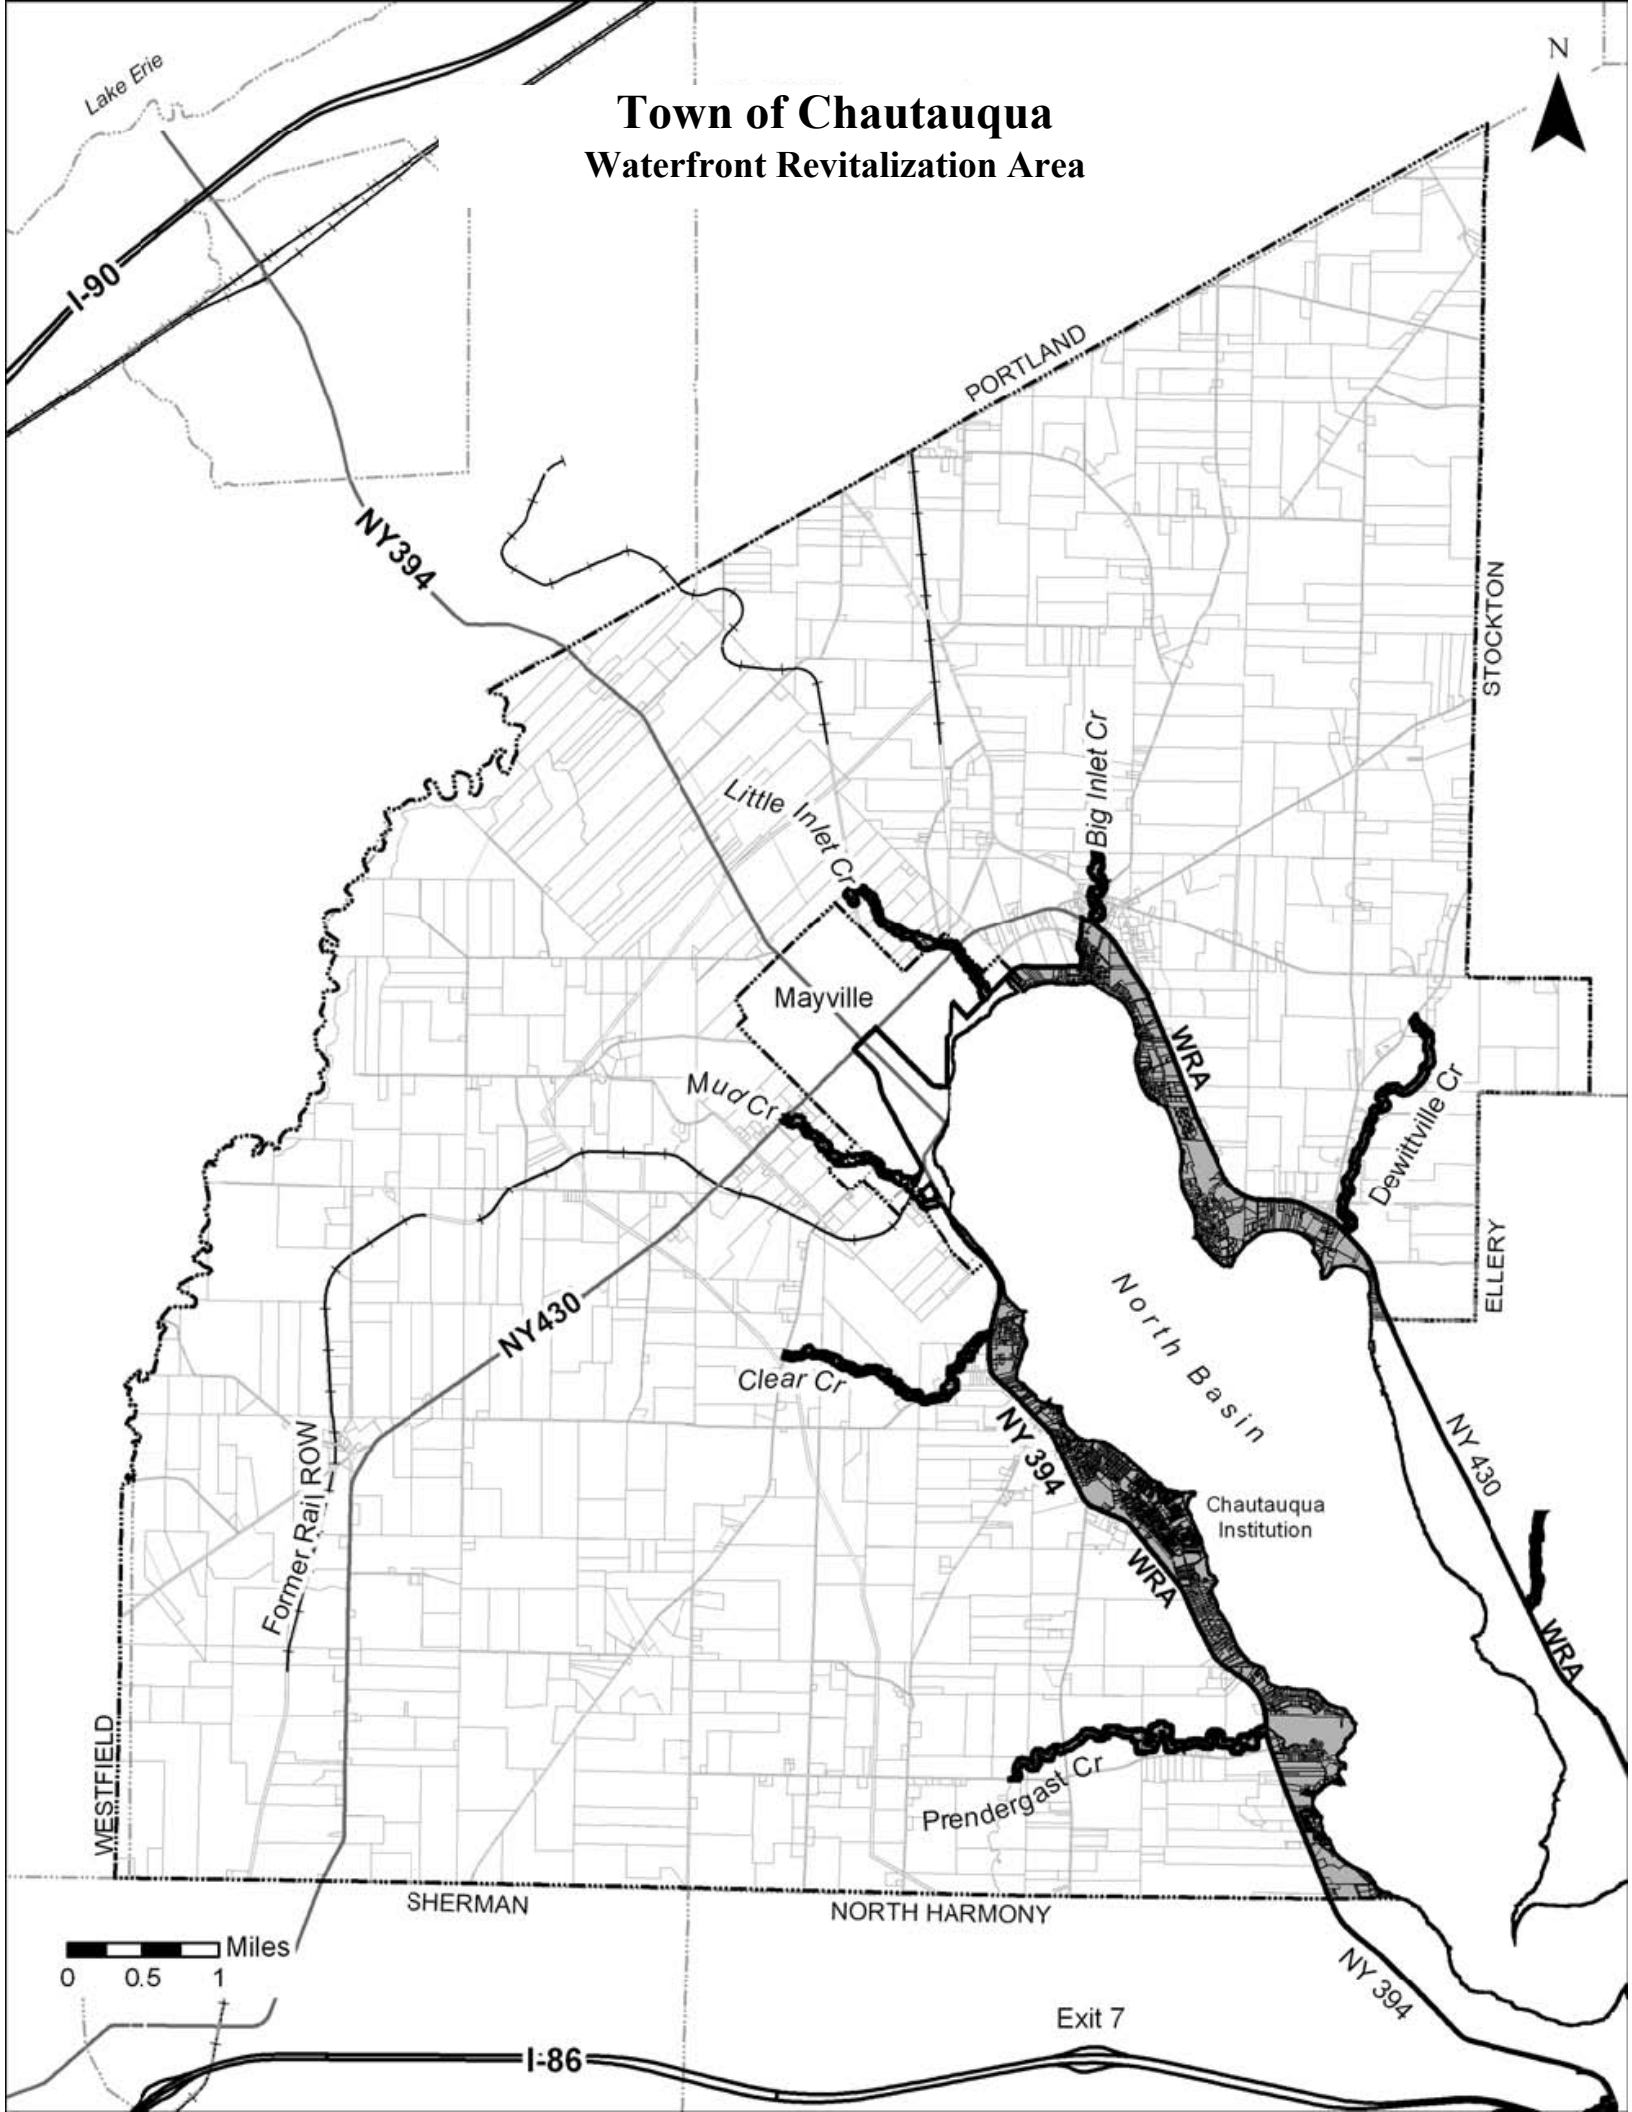 N
Lake Erie
Town of Chautauqua
Waterfront Revitalization Area
I-90
PORTLAND
NY394
STOCKTON
Big Inlet Cr
Little Inlet Cr
Mayville
WRA
Mud Cr
Dewittville Cr
ELLERY
NY430
North Basin
Clear Cr
NY 394
NY 430
Former Rail ROW
Chautauqua
Institution
WRA
WRA
WESTFIELD
Prendergast Cr
SHERMAN
NORTH HARMONY
Miles
0 0.5 1
NY 394
Exit 7
I-86